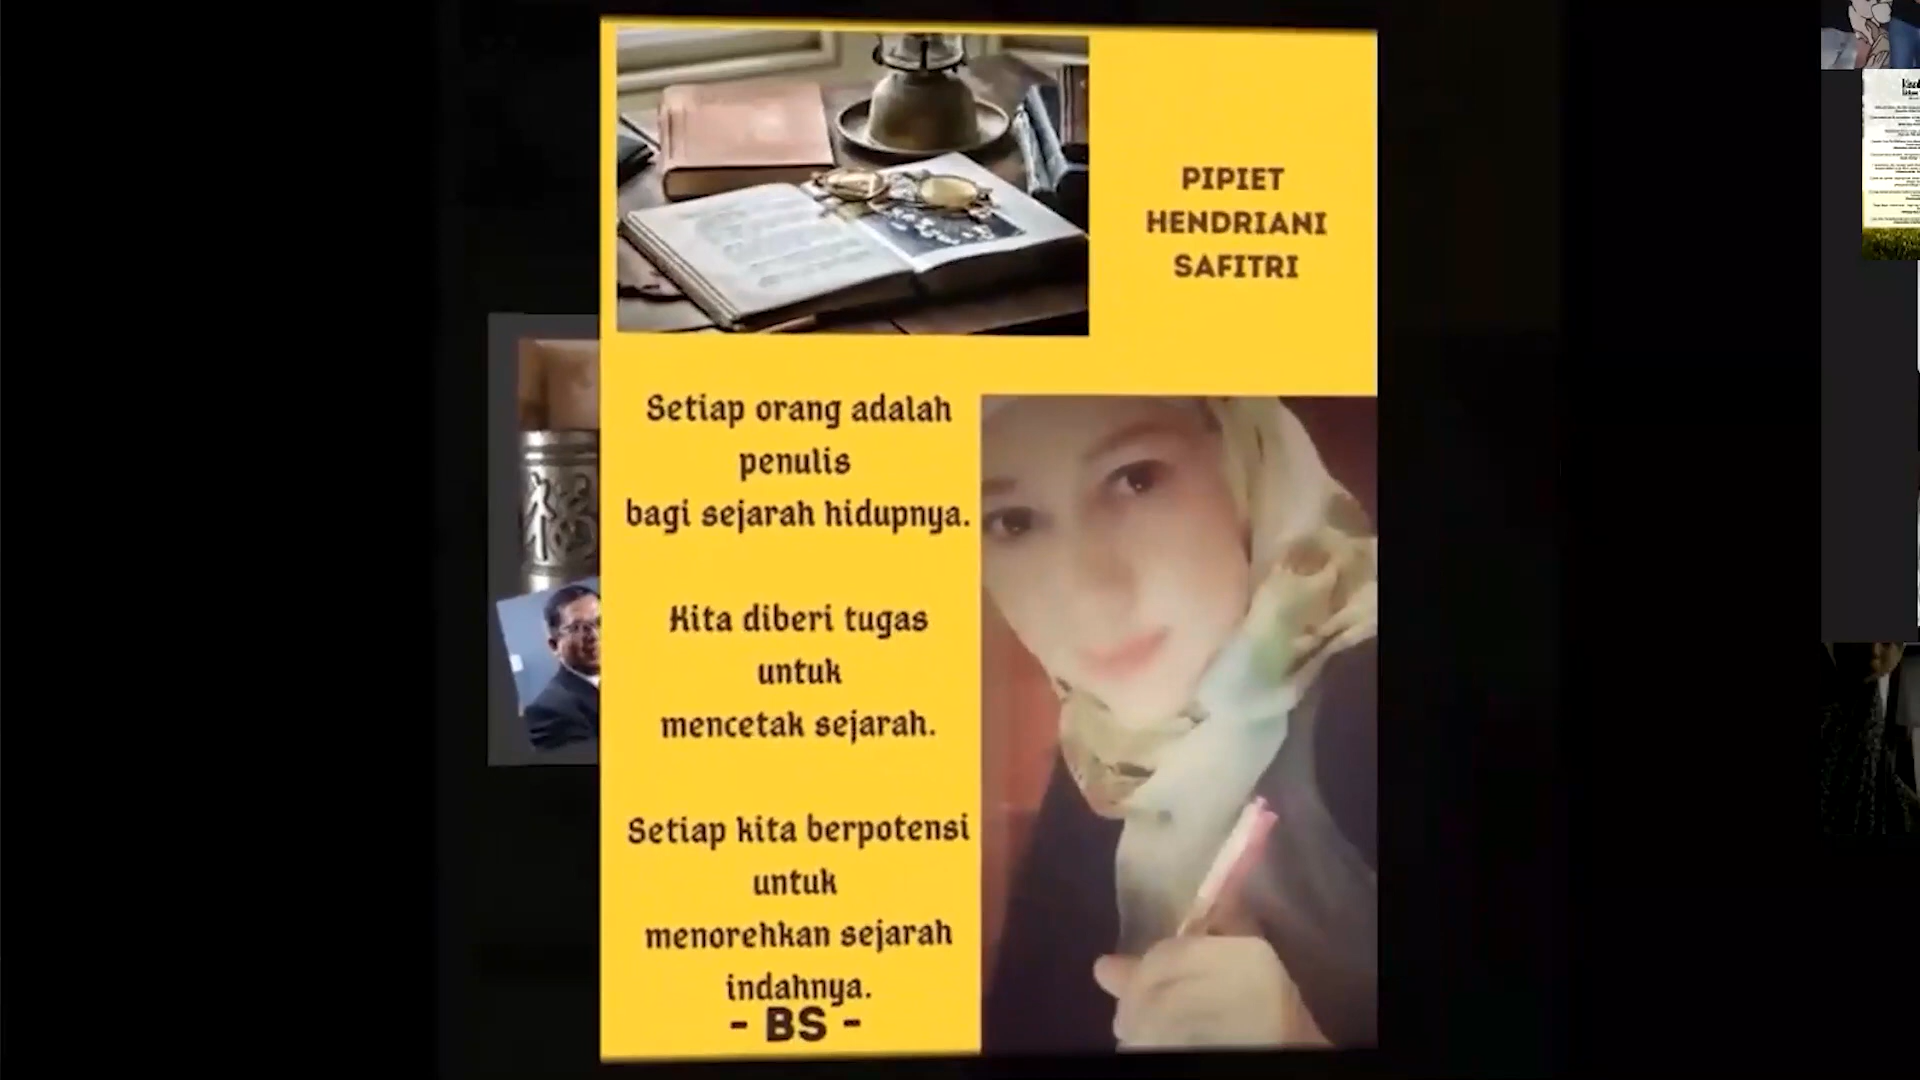 PIPIET
HENDRIANI
SAFITRI
Setiap orang adalah
penulis
bagi sejarah hidupnya.
Kita diberi tugas
untuk
mencetak sejarah.
Setiap kita berpotensi
untuk
menorehkan sejarah
indahnya.
- BS -